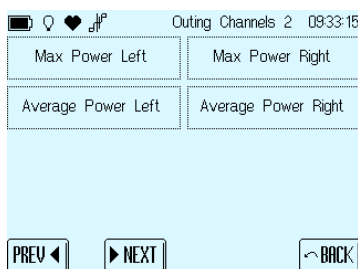 Outing Channels 2 09:33:15
Max Power Left Max Power Right
Average Power Left Average Power Right
PREV NEXT BACK